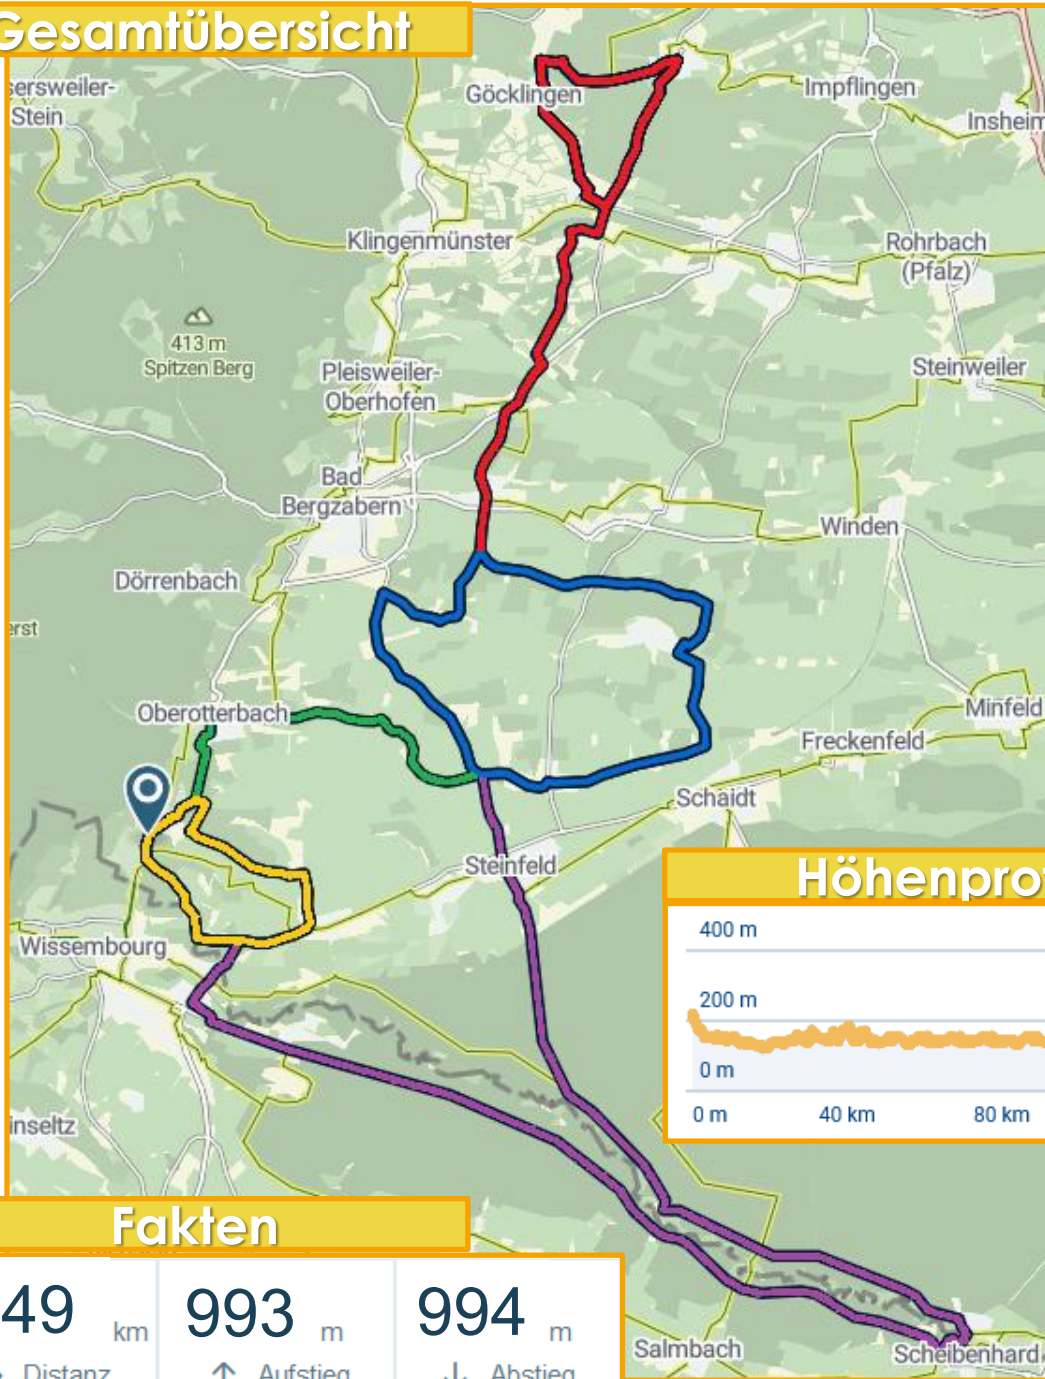 Gesamtübersicht
sersweiler-
Stein
Göcklingen
Impflingen
Insheim
Klingenmünster
Rohrbach
(Pfalz)
413 m
Spitzen Berg
Pleisweiler-
Oberhofen
Steinweiler
Bad
Bergzabern
Winden
Dörrenbach
erst
Oberotterbach
Minfeld
Freckenfeld
Schaidt
Steinfeld
Höhenpro
400 m
200 m
0 m
0 m 40 km 80 km
Wissembourg
inseltz
Fakten
49 km 993 m 994 m
Distanz Aufstieg Abstieg
Salmbach
Scheibenhard